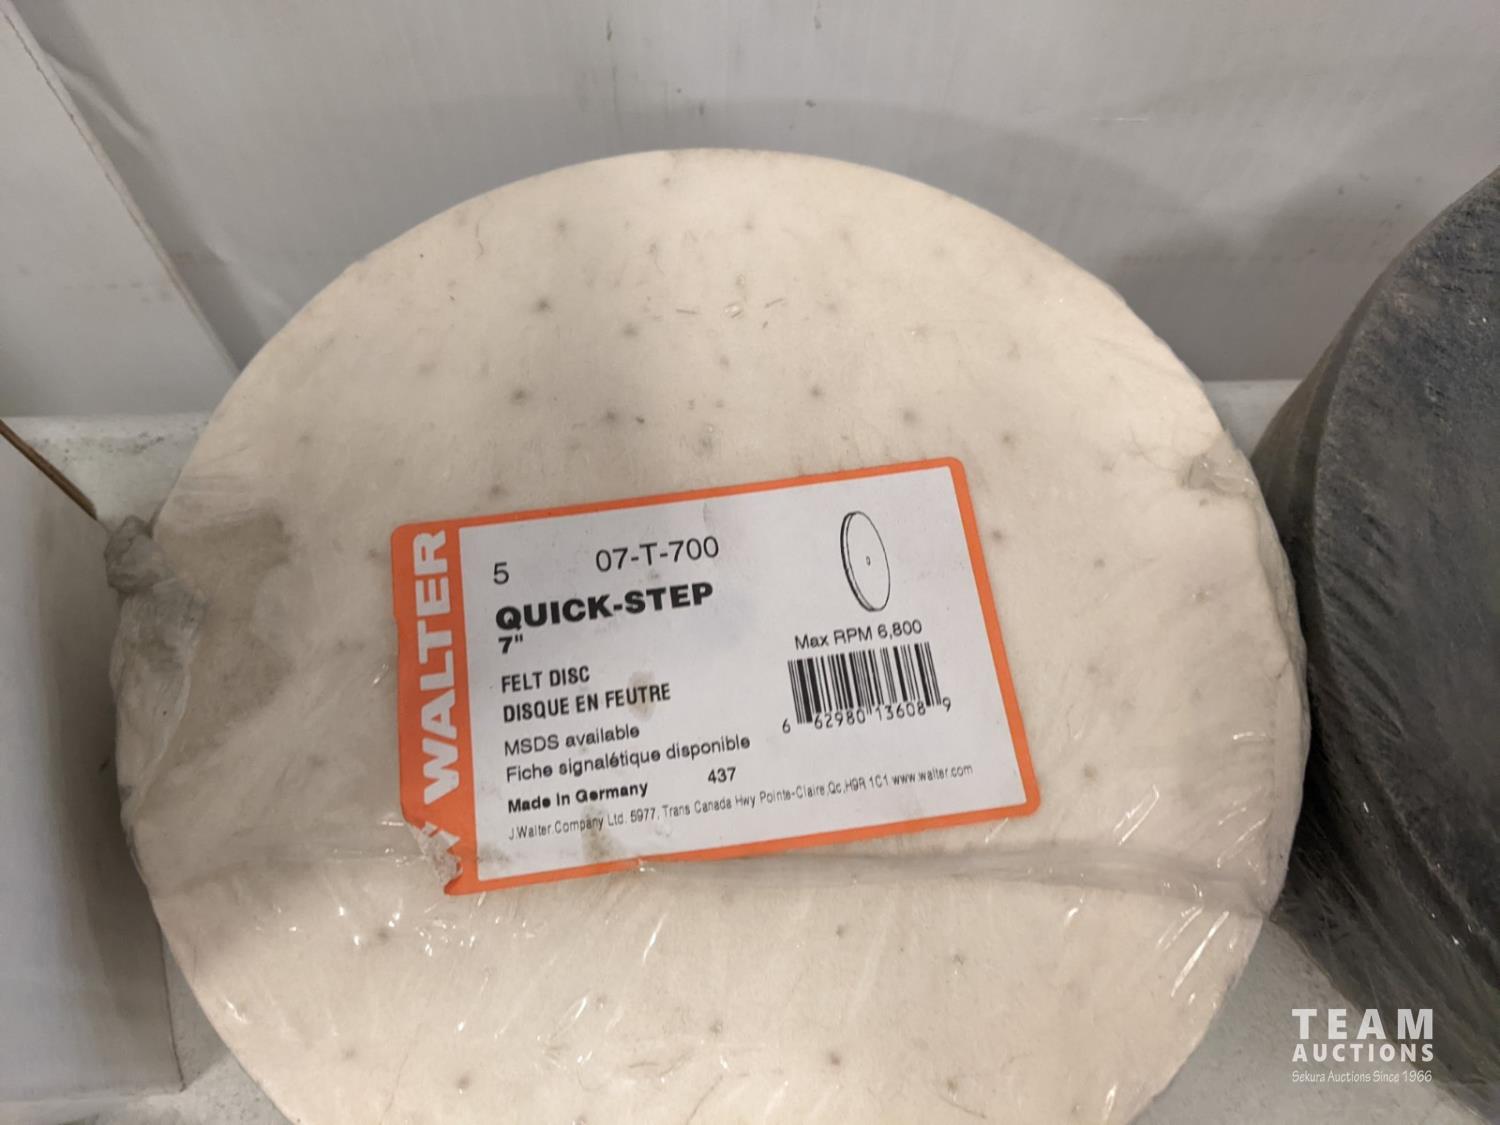 WALTER
5 07-T-700
QUICK-STEP
7"
FELT DISC
DISQUE EN FEUTRE
MSDS available
Fiche signalétique disponible
Made in Germany 437
J.Walter.Company Ltd. 5977, Trans Canada Hwy Pointe-Claire,Qc,H9R 1C1 www.walter.com
Max RPM 6,800
6 62980 13608 9
TEAM
AUCTIONS
Sekura Auctions Since 1966